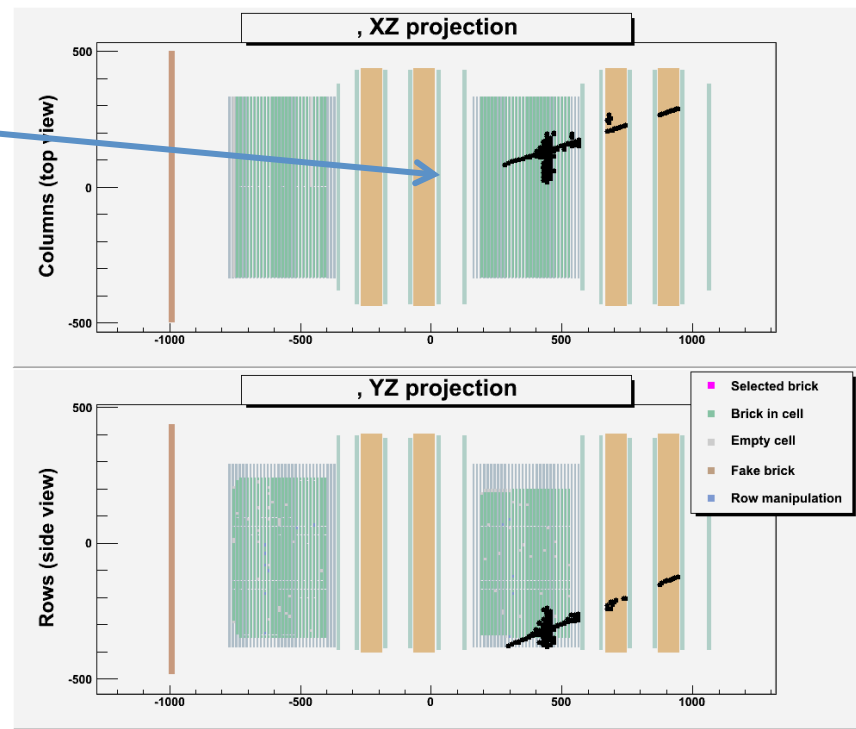 , XZ projection
500
0
-500
Columns (top view)
-1000 -500 0 500 1000
, YZ projection
Selected brick
Brick in cell
Empty cell
Fake brick
Row manipulation
500
0
-500
Rows (side view)
-1000 -500 0 500 1000